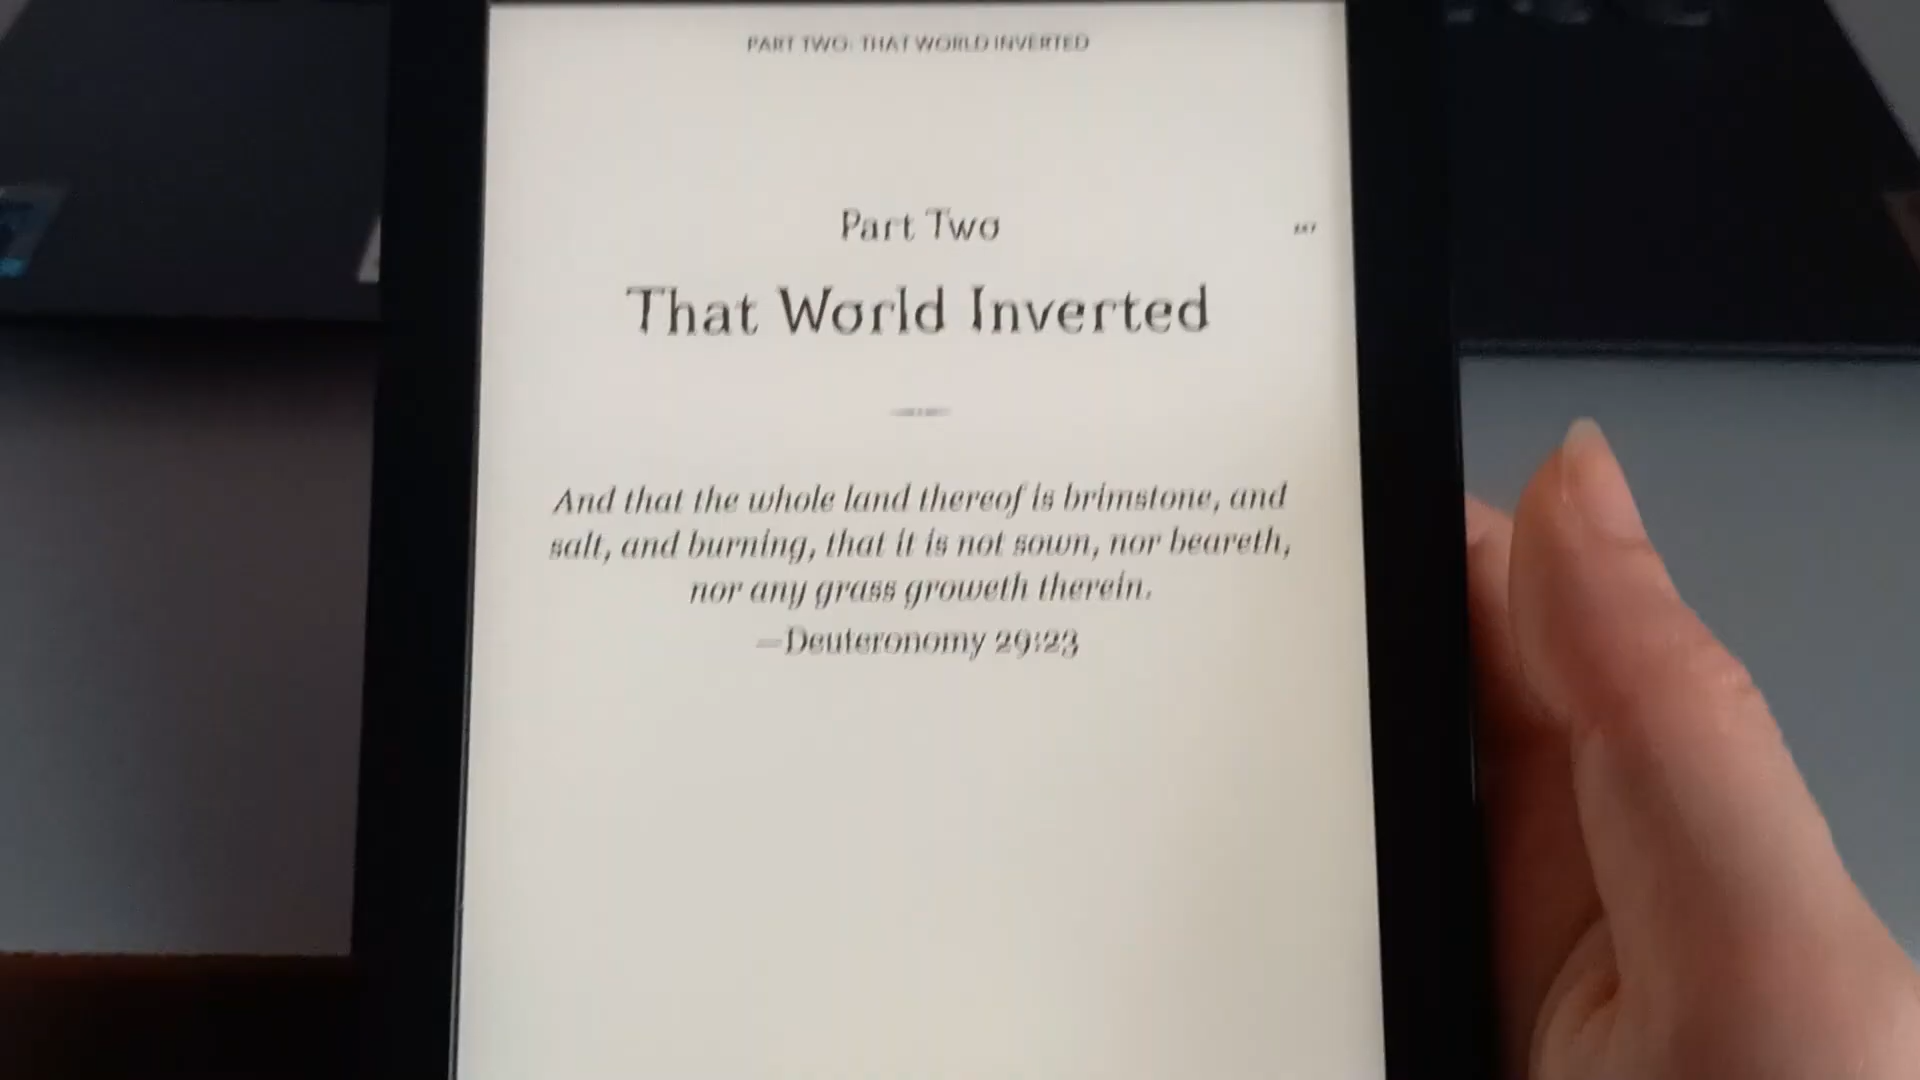 PART TWO: THAT WORLD INVERTED
Part Two
That World Inverted
And that the whole land thereof is brimstone, and
salt, and burning, that it is not sown, nor beareth,
nor any grass groweth therein.
—Deuteronomy 29:23